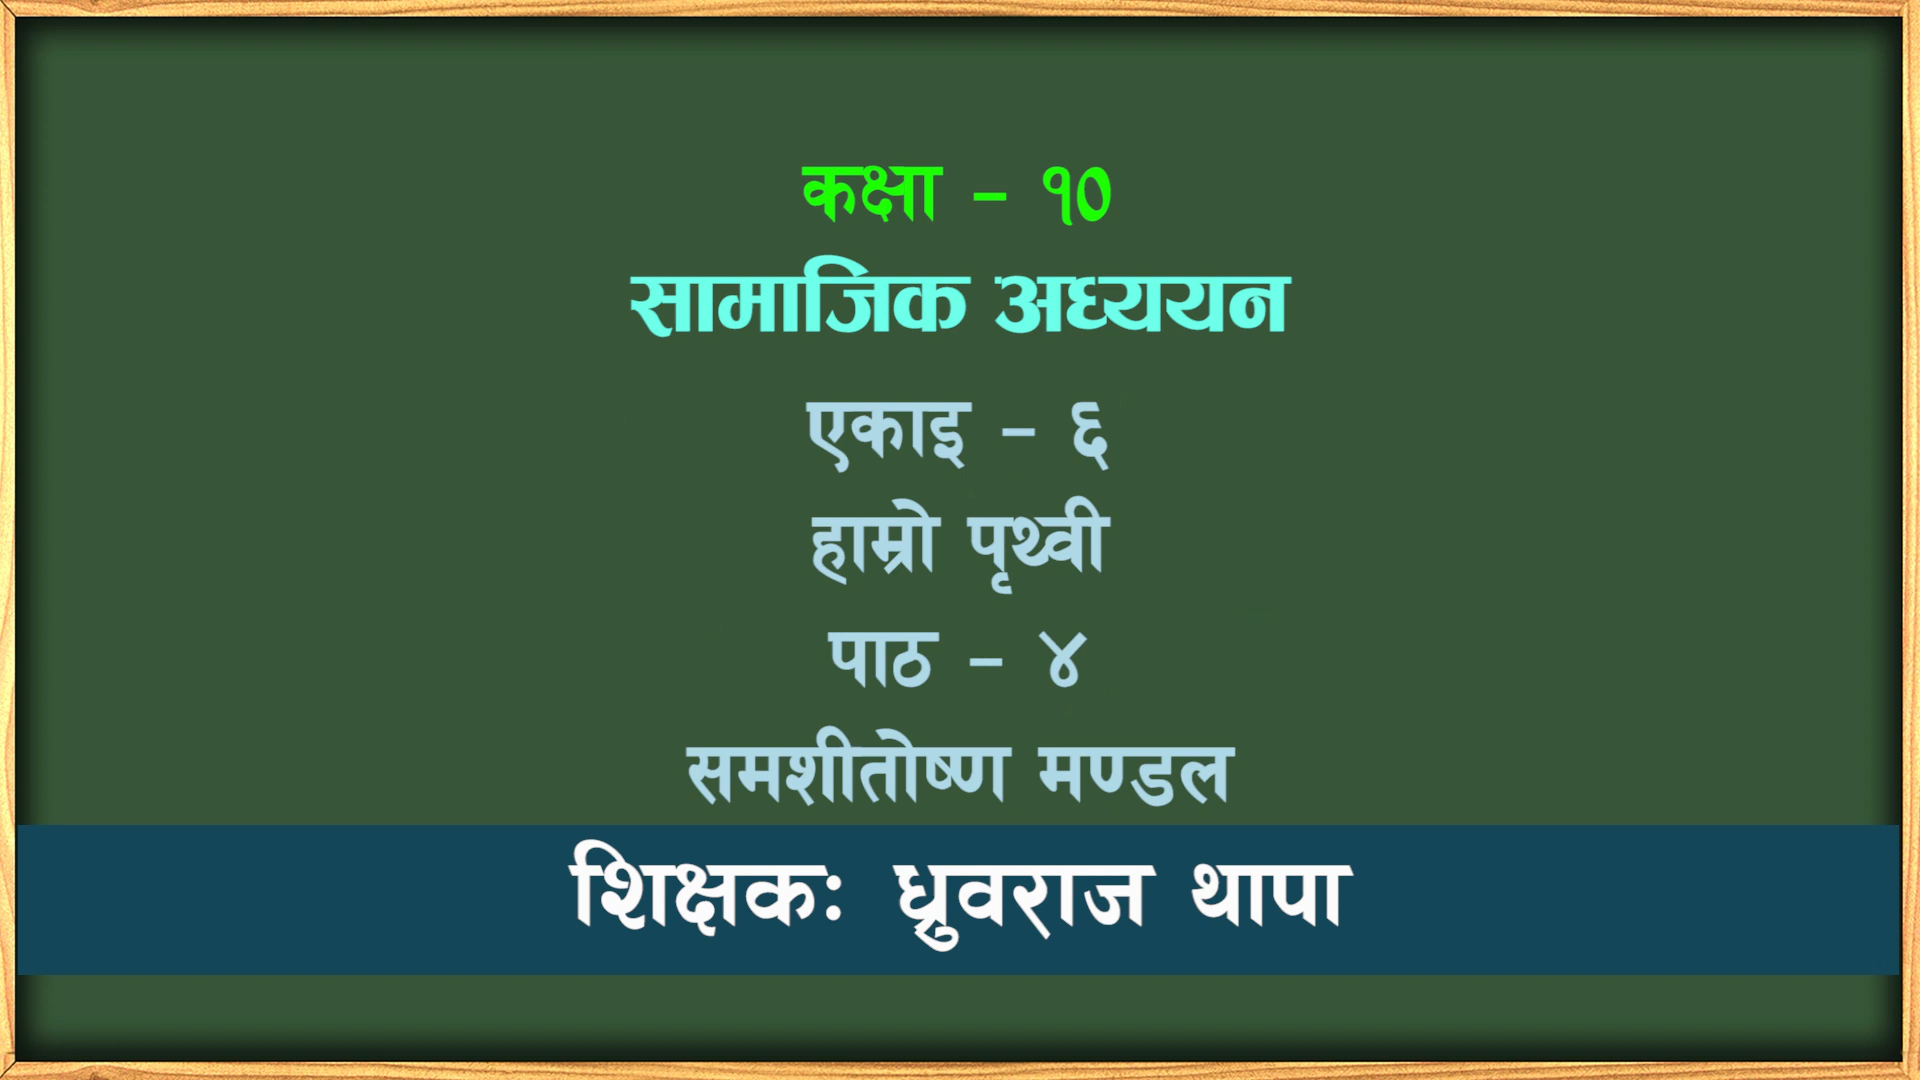 कक्षा – १०
सामाजिक अध्ययन
एकाइ – ६
हाम्रो पृथ्वी
पाठ – ४
समशीतोष्ण मण्डल
शिक्षकः ध्रुवराज थापा